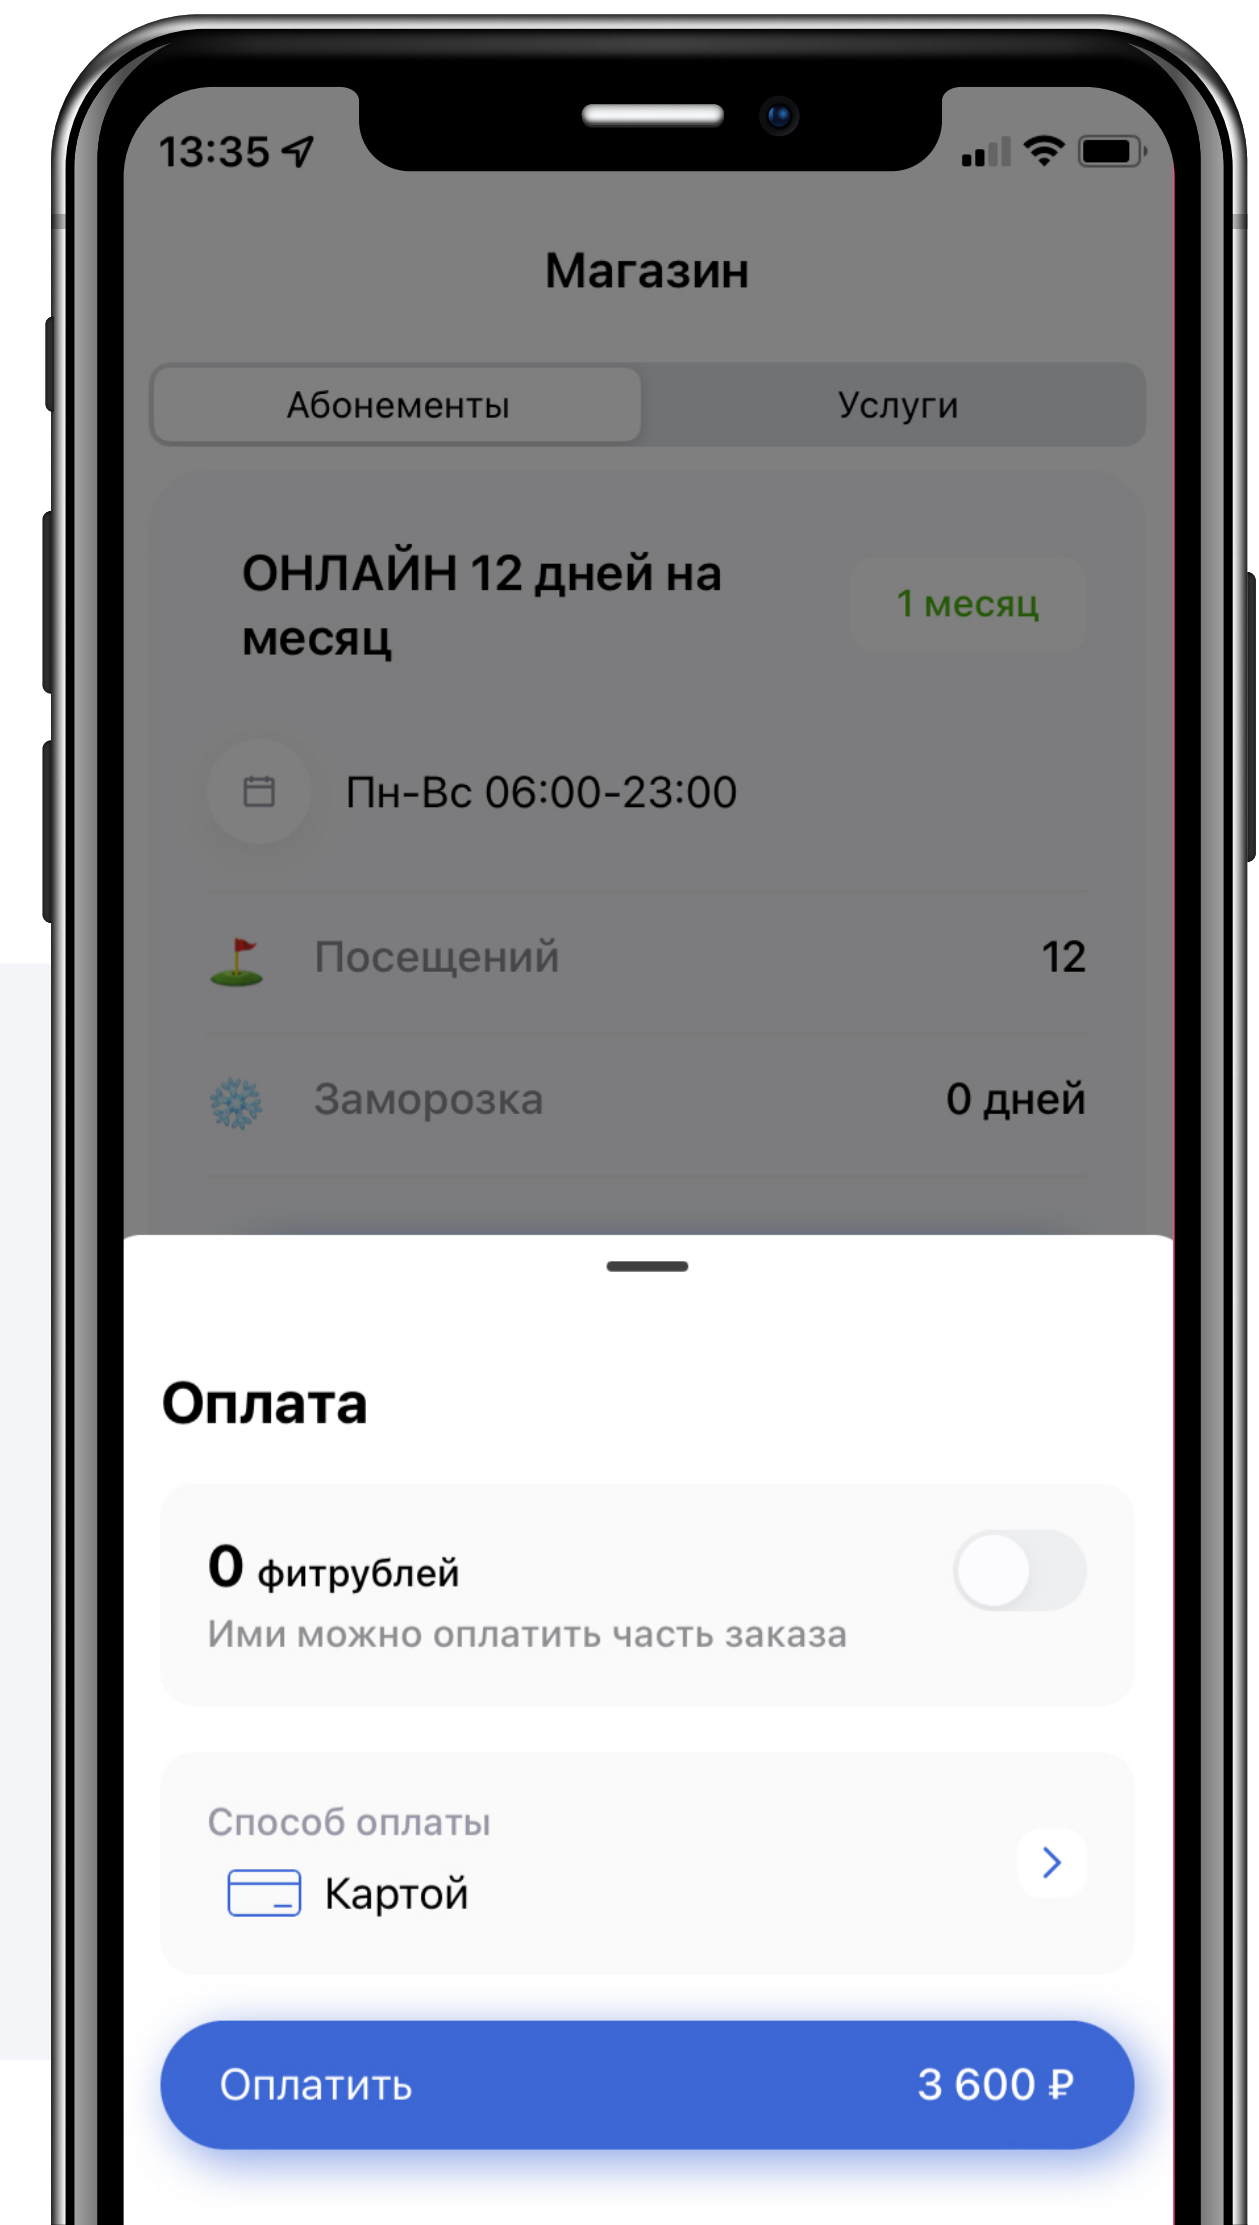 13:35
Магазин
Абонементы
Услуги
ОНЛАЙН 12 дней на
месяц
1 месяц
Пн-Вс 06:00-23:00
Посещений
12
Заморозка
0 дней
Оплата
0 фитрублей
Ими можно оплатить часть заказа
Способ оплаты
Картой
Оплатить
3 600 ₽